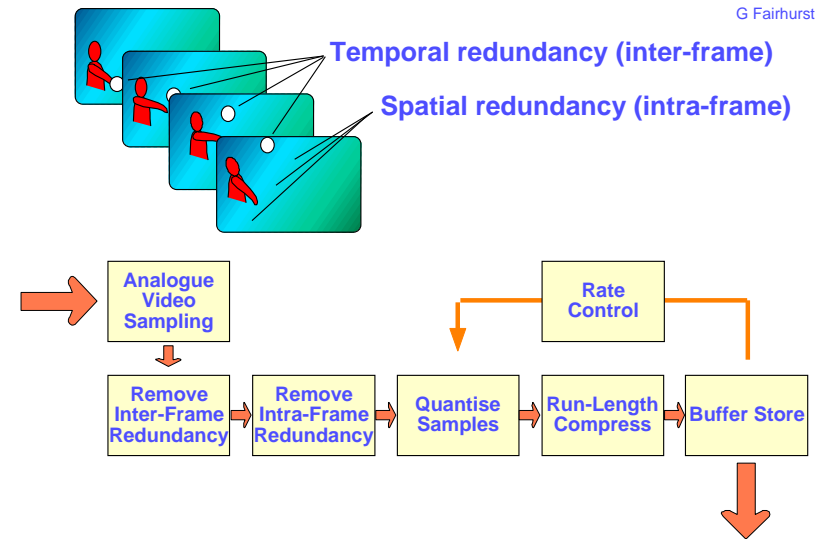 G Fairhurst
Temporal redundancy (inter-frame)
Spatial redundancy (intra-frame)
Analogue
Video
Sampling
Rate
Control
Remove
Inter-Frame
Redundancy
Remove
Intra-Frame
Redundancy
Quantise
Samples
Run-Length
Compress
Buffer Store